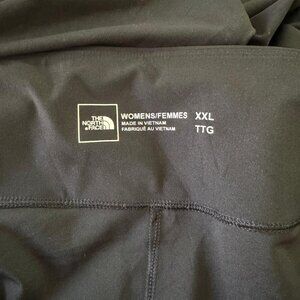 THE
NORTH
FACE
WOMENS/FEMMES XXL
MADE IN VIETNAM TTG
FABRIQUÉ AU VIETNAM